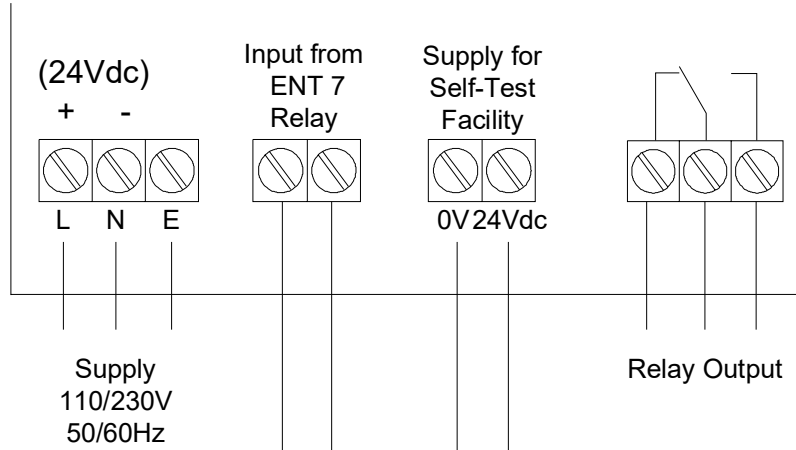 (24Vdc)
+ -
L N E
Supply
110/230V
50/60Hz
Input from
ENT 7
Relay
Supply for
Self-Test
Facility
0V 24Vdc
Relay Output